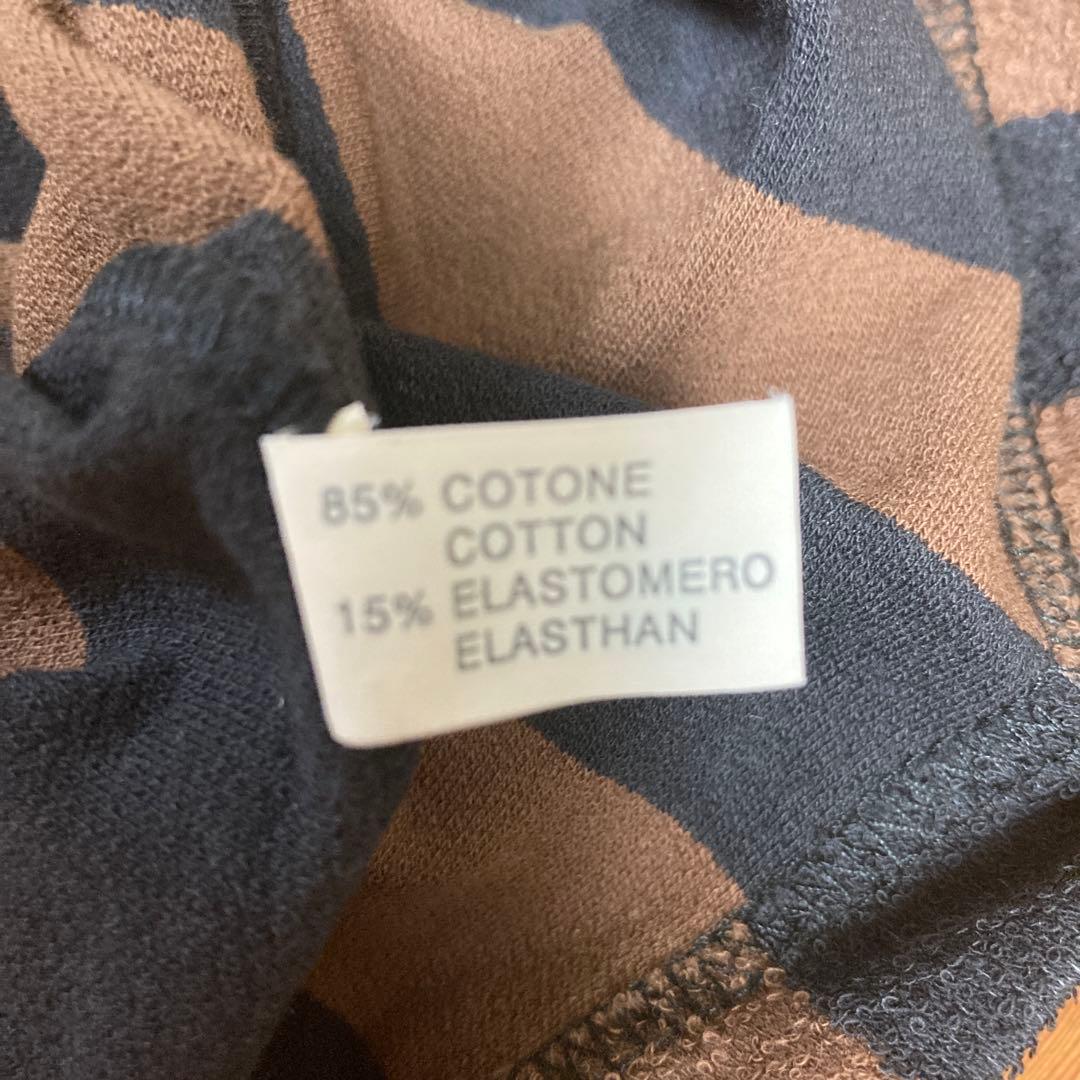 85% COTONE
COTTON
15% ELASTOMERO
ELASTHAN